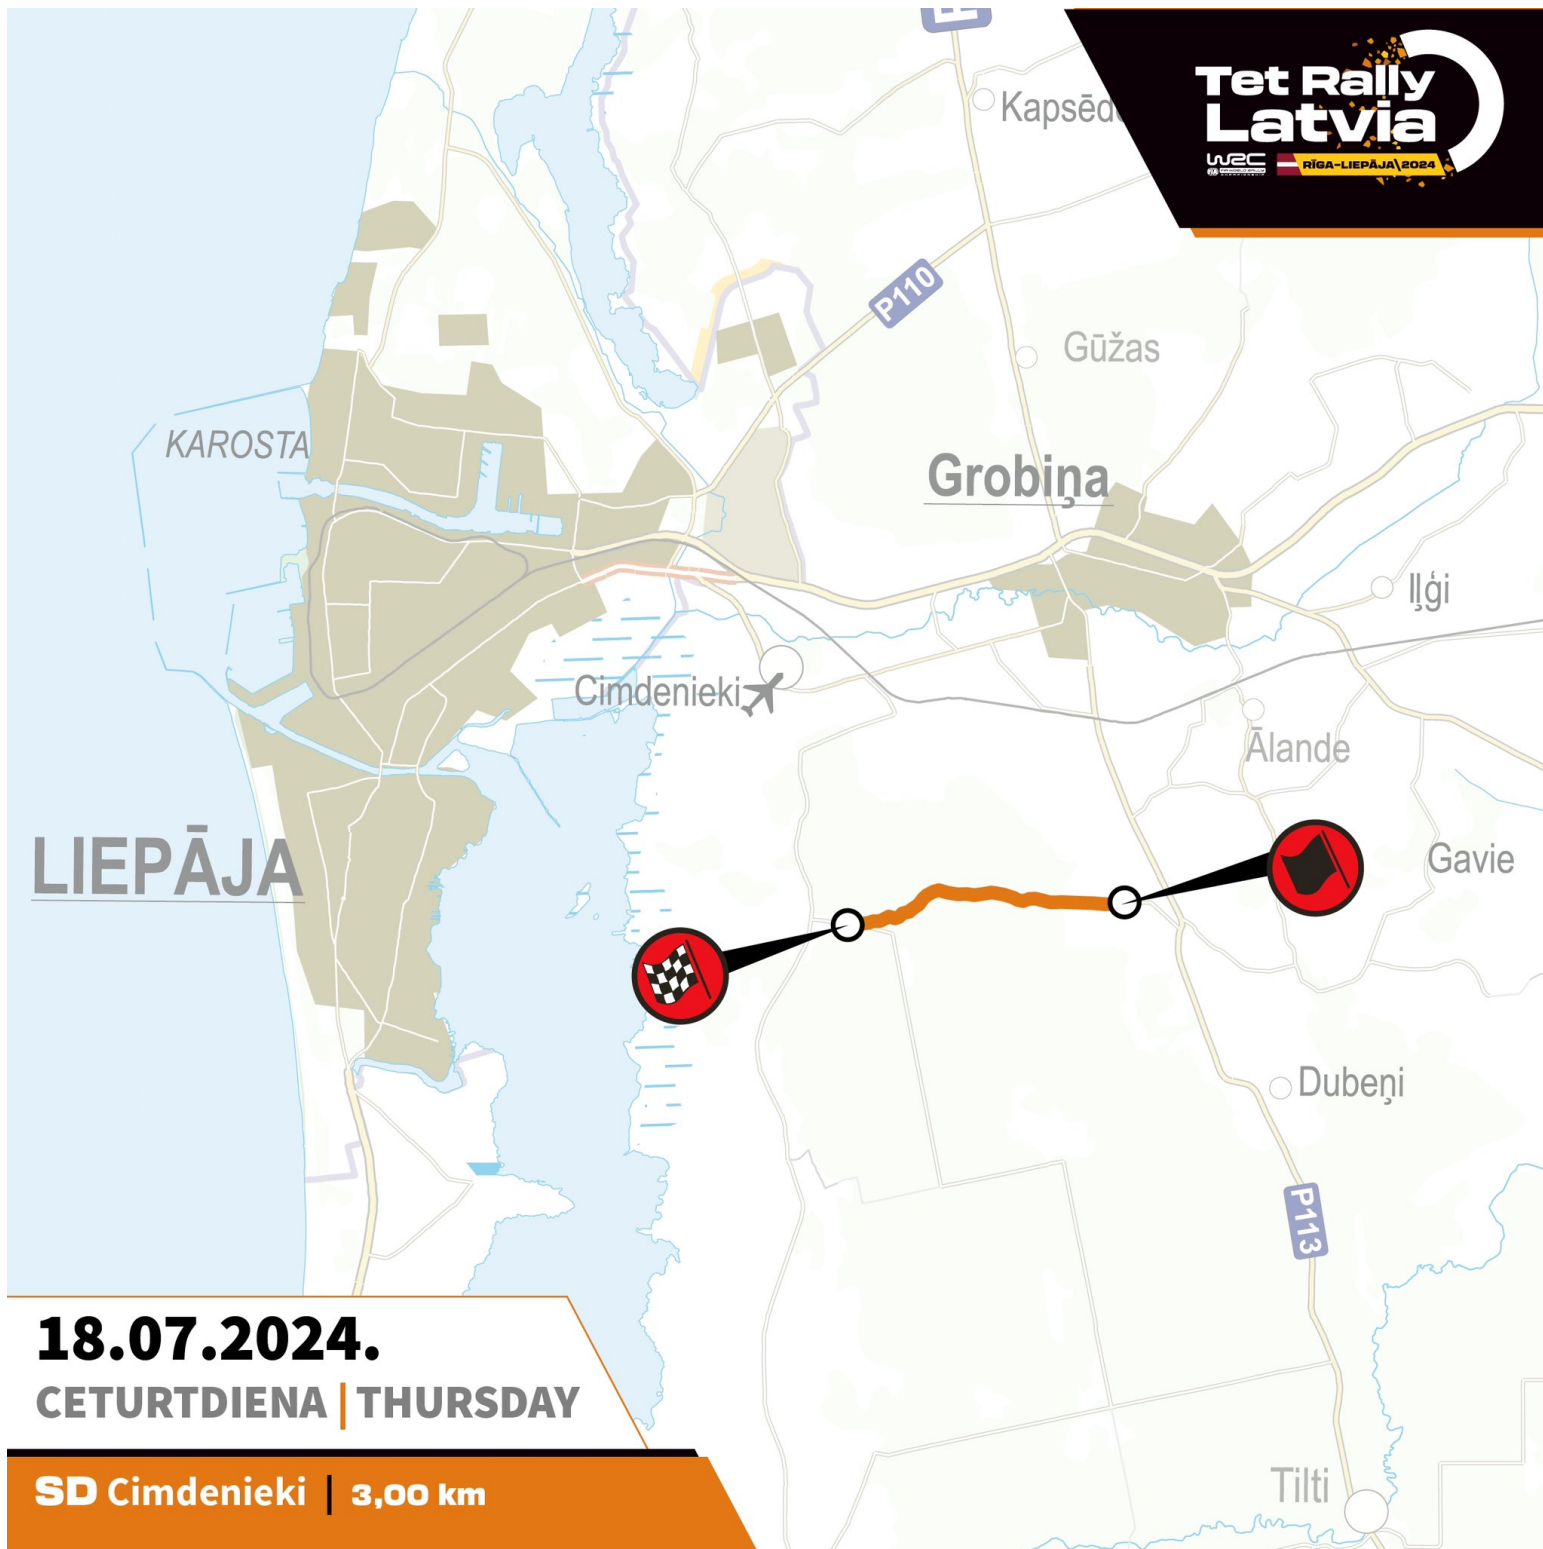 Tet Rally
Latvia
WRC
RĪGA-LIEPĀJA\2024
P110
Gūžas
KAROSTA
Grobiņa
Iļģi
Cimdenieki
Ālande
LIEPĀJA
Gavie
Dubeņi
P113
18.07.2024.
CETURTDIENA | THURSDAY
Tilti
SD Cimdenieki | 3,00 km